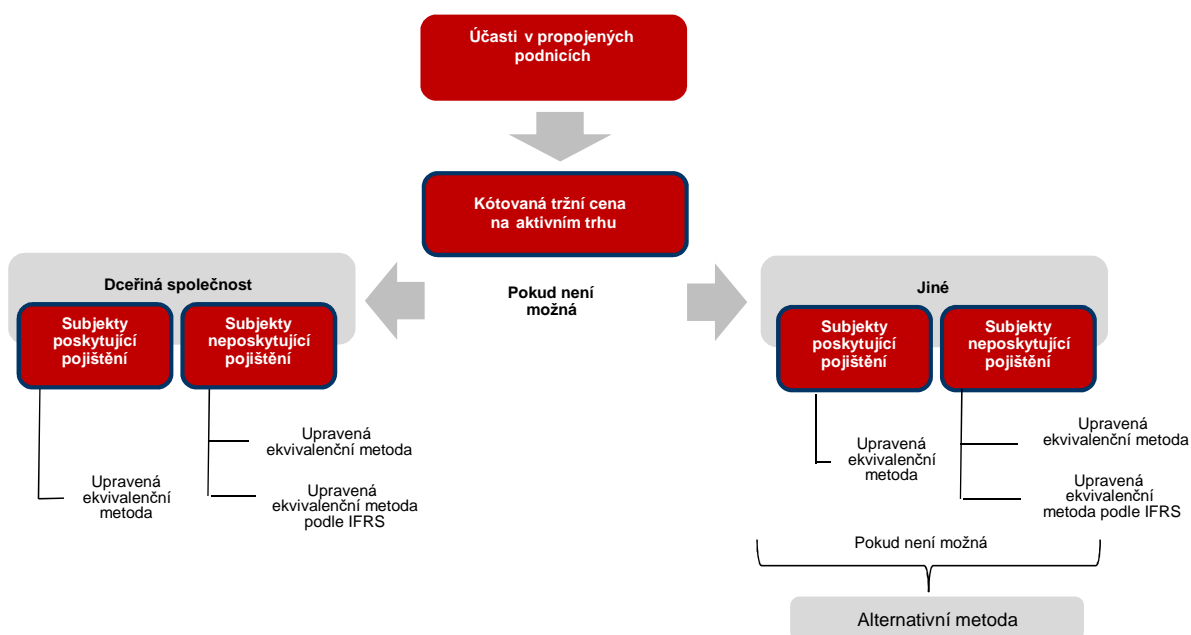 Účasti v propojených
podnicích
Kótovaná tržní cena
na aktivním trhu
Pokud není
možná
Dceřiná společnost
Subjekty
poskytující
pojištění
Subjekty
neposkytující
pojištění
Upravená
ekvivalenční metoda
Upravená
ekvivalenční
metoda
Upravená
ekvivalenční metoda
podle IFRS
Jiné
Subjekty
poskytující
pojištění
Subjekty
neposkytující
pojištění
Upravená
ekvivalenční
metoda
Upravená
ekvivalenční metoda
Upravená
ekvivalenční
metoda podle IFRS
Pokud není možná
Alternativní metoda